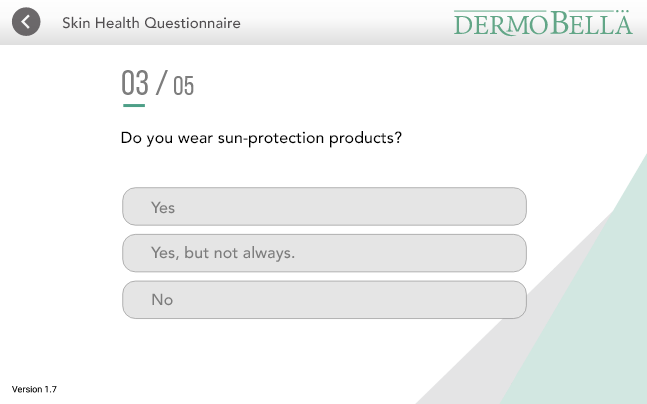 Skin Health Questionnaire
DERMOBELLA
03 / 05
Do you wear sun-protection products?
Yes
Yes, but not always.
No
Version 1.7